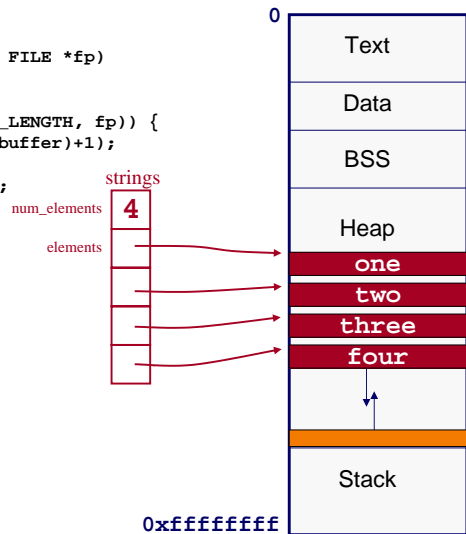 0
FILE *fp)
_LENGTH, fp)) {
buffer)+1);
;
strings
num_elements 4
elements
Text
Data
BSS
Heap
one
two
three
four
Stack
0xffffffff